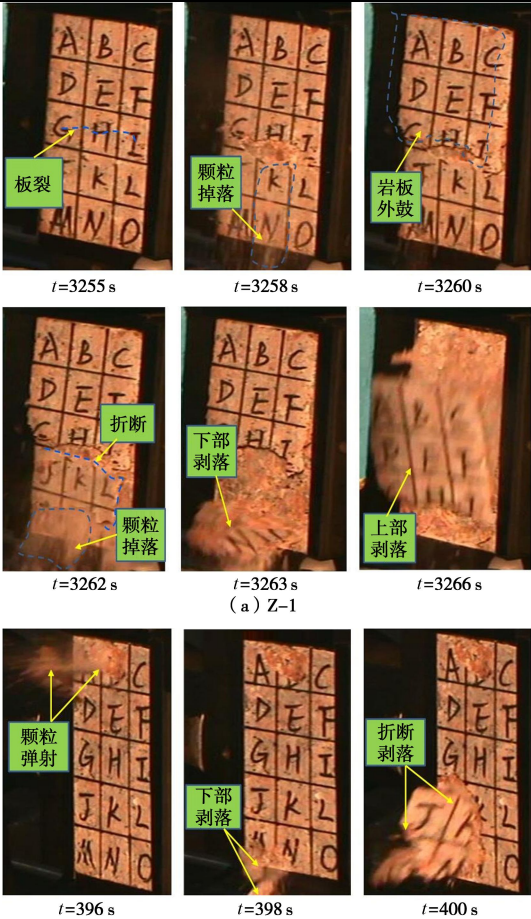 A B C
D E F
G H I
板裂
K L
M N O
t=3255 s
A B C
D E F
G H I
颗粒
掉落
K L
N O
t=3258 s
A B C
D E F
G H I
岩板
外鼓
J K L
M N O
t=3260 s
A B C
D E F
G H
折断
J K L
颗粒
掉落
t=3262 s
A B C
D E F
H I
下部
剥落
t=3263 s
上部
剥落
t=3266 s
（a）Z-1
C
D E F
颗粒
弹射
G H I
J K L
M N O
t=396 s
A C
D E F
G H I
J K L
下部
剥落
M N O
t=398 s
A C
D E F
折断
剥落
G H I
J L
O
t=400 s